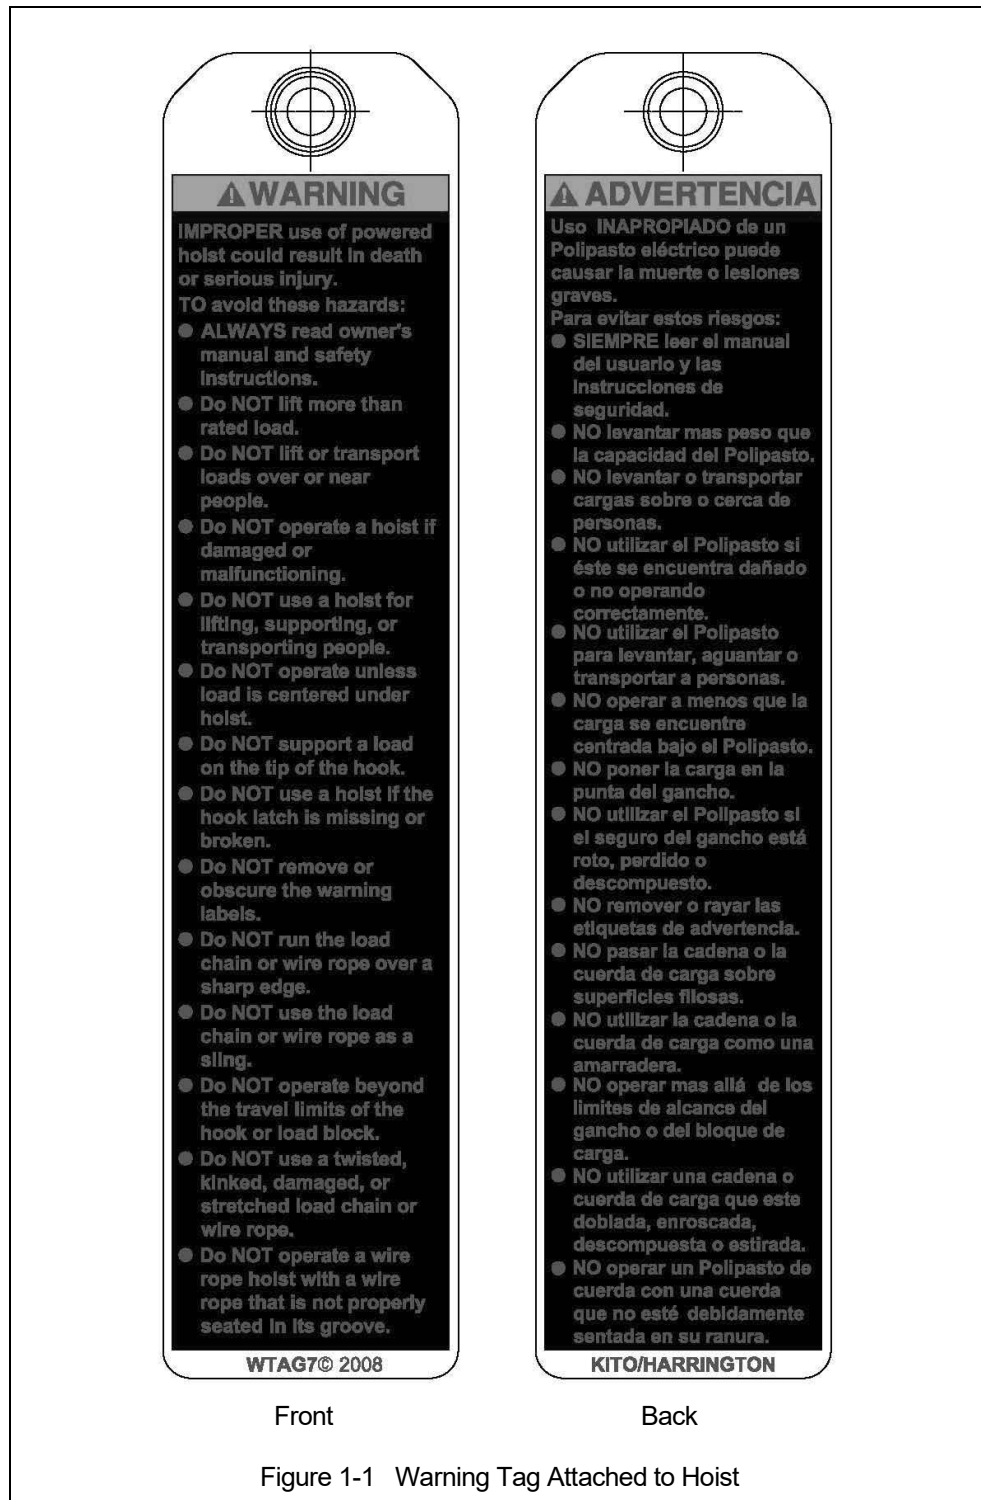 WARNING
IMPROPER use of powered
hoist could result in death
or serious injury.
TO avoid these hazards:
● ALWAYS read owner's
manual and safety
instructions.
● Do NOT lift more than
rated load.
● Do NOT lift or transport
loads over or near
people.
● Do NOT operate a hoist if
damaged or
malfunctioning.
● Do NOT use a hoist for
lifting, supporting, or
transporting people.
● Do NOT operate unless
load is centered under
hoist.
● Do NOT support a load
on the tip of the hook.
● Do NOT use a hoist if the
hook latch is missing or
broken.
● Do NOT remove or
obscure the warning
labels.
● Do NOT run the load
chain or wire rope over a
sharp edge.
● Do NOT use the load
chain or wire rope as a
sling.
● Do NOT operate beyond
the travel limits of the
hook or load block.
● Do NOT use a twisted,
kinked, damaged, or
stretched load chain or
wire rope.
● Do NOT operate a wire
rope hoist with a wire
rope that is not properly
seated in its groove.
WTAG7© 2008
Front
ADVERTENCIA
Uso INAPROPIADO de un
Polipasto eléctrico puede
causar la muerte o lesiones
graves.
Para evitar estos riesgos:
● SIEMPRE leer el manual
del usuario y las
instrucciones de
seguridad.
● NO levantar mas peso que
la capacidad del Polipasto.
● NO levantar o transportar
cargas sobre o cerca de
personas.
● NO utilizar el Polipasto si
éste se encuentra dañado
o no operando
correctamente.
● NO utilizar el Polipasto
para levantar, aguantar o
transportar a personas.
● NO operar a menos que la
carga se encuentre
centrada bajo el Polipasto.
● NO poner la carga en la
punta del gancho.
● NO utilizar el Polipasto si
el seguro del gancho está
roto, perdido o
descompuesto.
● NO remover o rayar las
etiquetas de advertencia.
● NO pasar la cadena o la
cuerda de carga sobre
superficies filosas.
● NO utilizar la cadena o la
cuerda de carga como una
amarradera.
● NO operar mas allá de los
limites de alcance del
gancho o del bloque de
carga.
● NO utilizar una cadena o
cuerda de carga que este
doblada, enroscada,
descompuesta o estirada.
● NO operar un Polipasto de
cuerda con una cuerda
que no esté debidamente
sentada en su ranura.
KITO/HARRINGTON
Back
Figure 1-1 Warning Tag Attached to Hoist